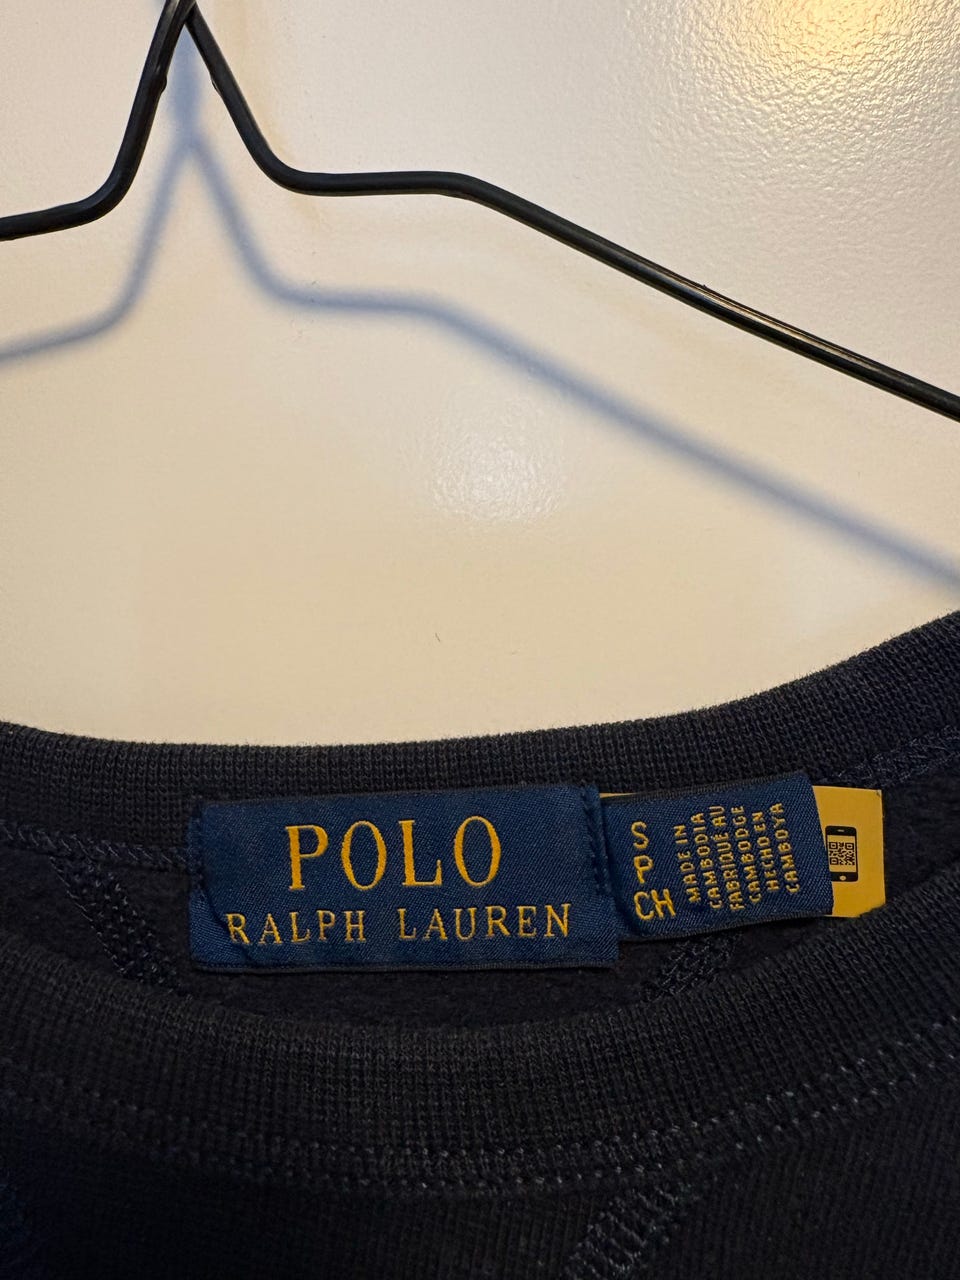 POLO
RALPH LAUREN
S
P
CH
MADE IN
CAMBODIA
FABRIQUÉ AU
CAMBODGE
HECHO EN
CAMBOYA